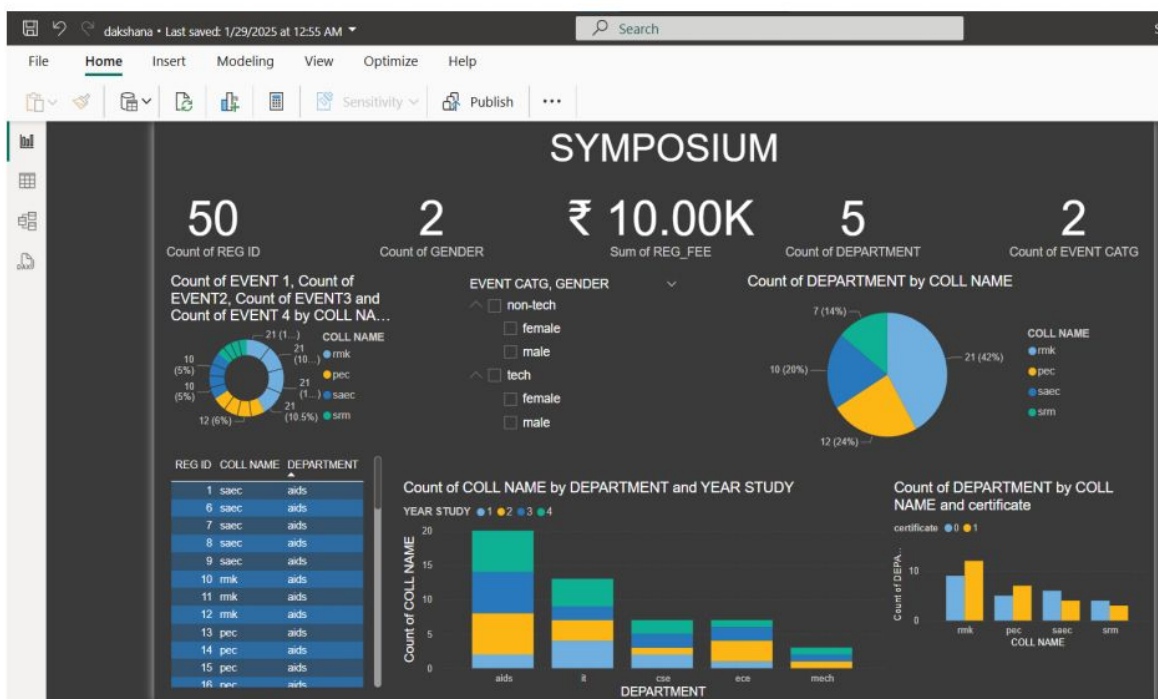 dakshana • Last saved: 1/29/2025 at 12:55 AM
Search
File Home Insert Modeling View Optimize Help
Sensitivity Publish
DAX
SYMPOSIUM
50 2 ₹ 10.00K 5 2
Count of REG ID Count of GENDER Sum of REG_FEE Count of DEPARTMENT Count of EVENT CATG
Count of EVENT 1, Count of
EVENT2, Count of EVENT3 and
Count of EVENT 4 by COLL NA...
21 (1...)
21
(10...)
21
(1...)
21
(10.5%)
12 (6%)
10
(5%)
10
(5%)
COLL NAME
rmk
pec
saec
srm
EVENT CATG, GENDER
non-tech
female
male
tech
female
male
Count of DEPARTMENT by COLL NAME
7 (14%)
21 (42%)
10 (20%)
12 (24%)
COLL NAME
rmk
pec
saec
srm
REG ID COLL NAME DEPARTMENT
1 saec aids
6 saec aids
7 saec aids
8 saec aids
9 saec aids
10 rmk aids
11 rmk aids
12 rmk aids
13 pec aids
14 pec aids
15 pec aids
16 pec aids
Count of COLL NAME by DEPARTMENT and YEAR STUDY
YEAR STUDY 1 2 3 4
Count of COLL NAME
20
15
10
5
0
aids it cse ece mech
DEPARTMENT
Count of DEPARTMENT by COLL
NAME and certificate
certificate 0 1
Count of DEPA...
10
0
rmk pec saec srm
COLL NAME